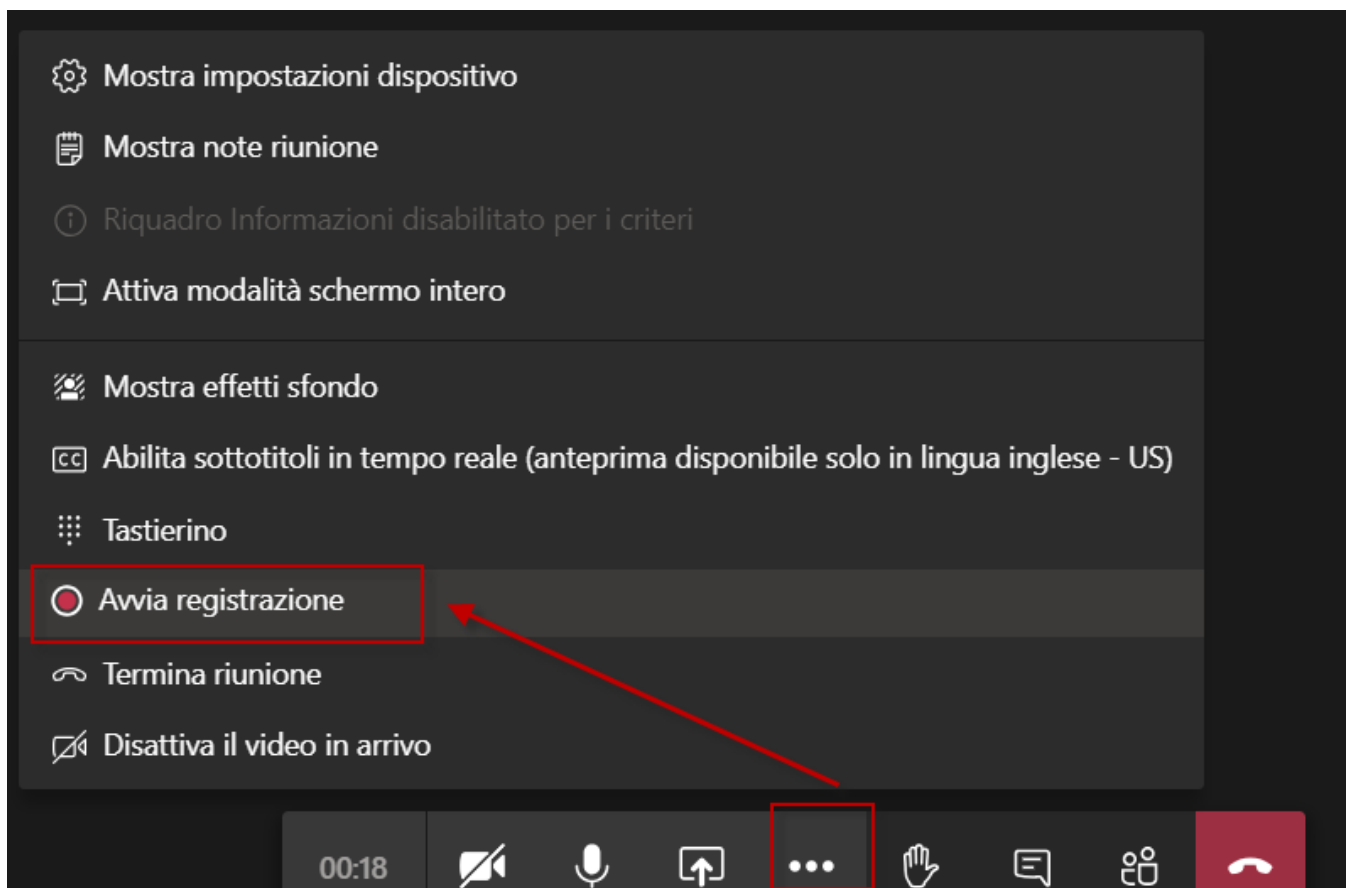 Mostra impostazioni dispositivo
Mostra note riunione
Riquadro Informazioni disabilitato per i criteri
Attiva modalità schermo intero
Mostra effetti sfondo
CC Abilita sottotitoli in tempo reale (anteprima disponibile solo in lingua inglese - US)
Tastierino
Avvia registrazione
Termina riunione
Disattiva il video in arrivo
00:18